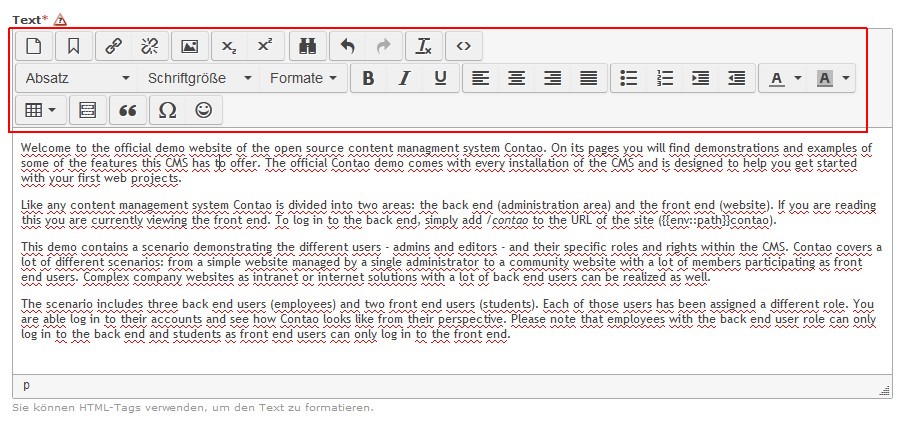 Text*
Absatz Schriftgröße Formate B I U A A
Welcome to the official demo website of the open source content managment system Contao. On its pages you will find demonstrations and examples of
some of the features this CMS has to offer. The official Contao demo comes with every installation of the CMS and is designed to help you get started
with your first web projects.
Like any content management system Contao is divided into two areas: the back end (administration area) and the front end (website). If you are reading
this you are currently viewing the front end. To log in to the back end, simply add /contao to the URL of the site ({{env::path}}contao).
This demo contains a scenario demonstrating the different users - admins and editors - and their specific roles and rights within the CMS. Contao covers a
lot of different scenarios: from a simple website managed by a single administrator to a community website with a lot of members participating as front
end users. Complex company websites as intranet or internet solutions with a lot of back end users can be realized as well.
The scenario includes three back end users (employees) and two front end users (students). Each of those users has been assigned a different role. You
are able log in to their accounts and see how Contao looks like from their perspective. Please note that employees with the back end user role can only
log in to the back end and students as front end users can only log in to the front end.
p
Sie können HTML-Tags verwenden, um den Text zu formatieren.